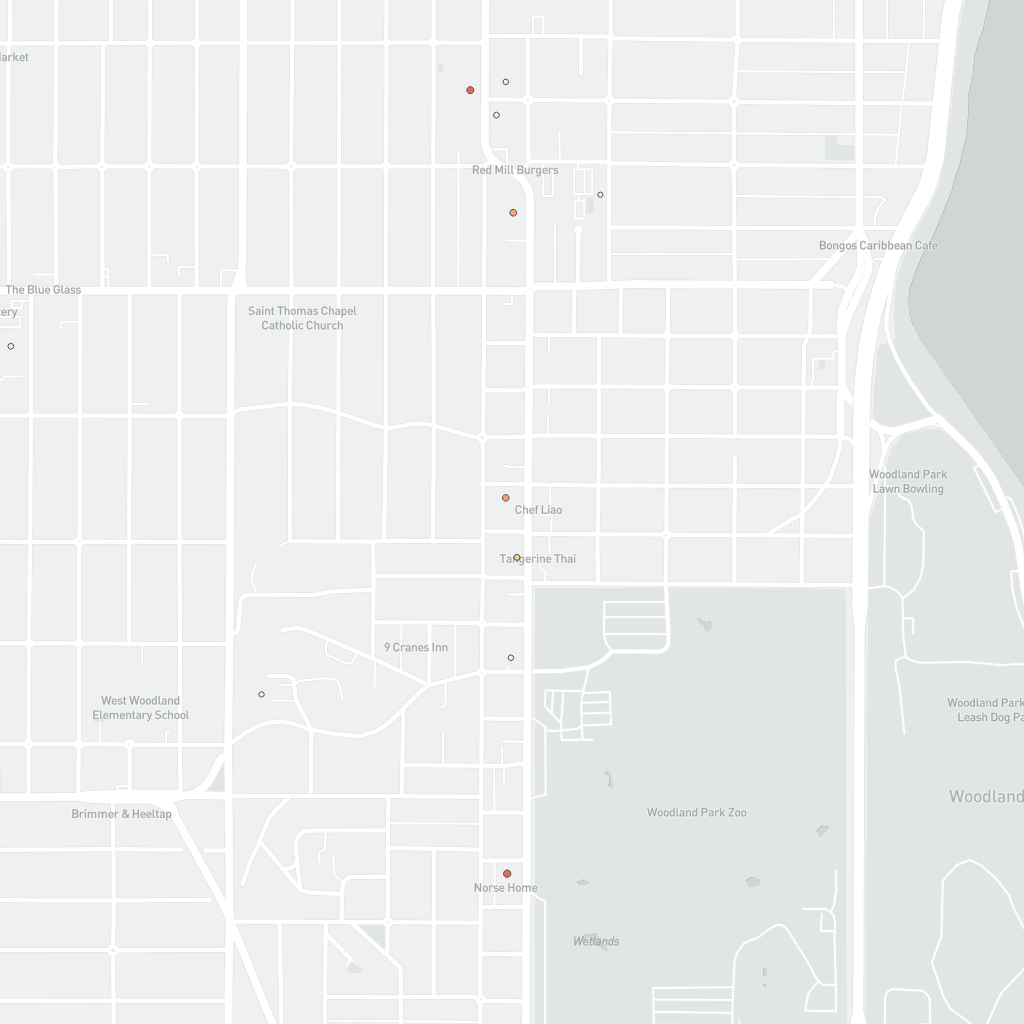 Market
Red Mill Burgers
Bongos Caribbean Cafe
The Blue Glass
Saint Thomas Chapel
Catholic Church
Woodland Park
Lawn Bowling
Chef Liao
Tangerine Thai
9 Cranes Inn
West Woodland
Elementary School
Woodland Park
Leash Dog Pa
Woodland
Woodland Park Zoo
Brimmer & Heeltap
Norse Home
Wetlands